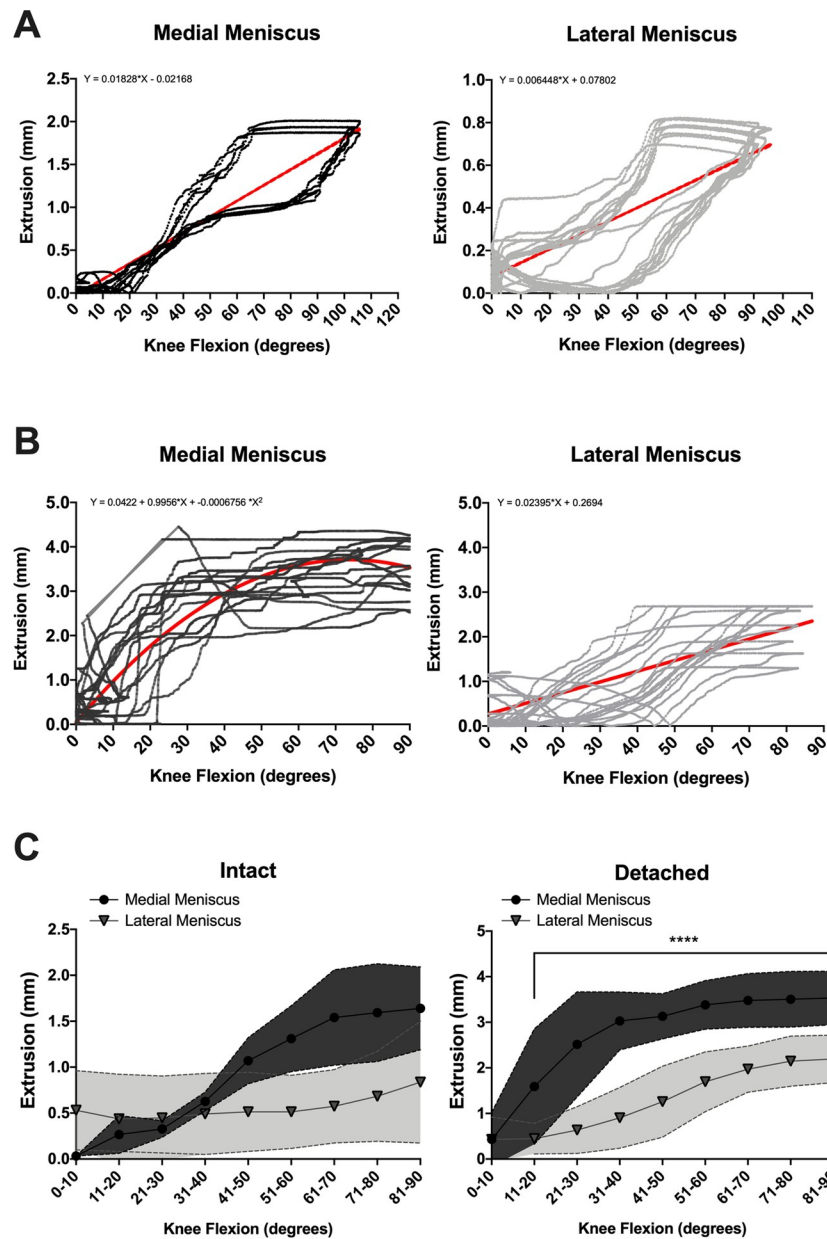 A
Medial Meniscus
Lateral Meniscus
Y = 0.01828*X - 0.02168
Y = 0.006448*X + 0.07802
Extrusion (mm)
2.5
2.0
1.5
1.0
0.5
0.0
0 10 20 30 40 50 60 70 80 90 100 110 120
Knee Flexion (degrees)
Extrusion (mm)
1.0
0.8
0.6
0.4
0.2
0.0
0 10 20 30 40 50 60 70 80 90 100 110
Knee Flexion (degrees)
B
Medial Meniscus
Lateral Meniscus
Y = 0.0422 + 0.9956*X + -0.0006756 *X²
Y = 0.02395*X + 0.2694
Extrusion (mm)
5.0
4.0
3.0
2.0
1.0
0.0
0 10 20 30 40 50 60 70 80 90
Knee Flexion (degrees)
Extrusion (mm)
5.0
4.0
3.0
2.0
1.0
0.0
0 10 20 30 40 50 60 70 80 90
Knee Flexion (degrees)
C
Intact
Medial Meniscus
Lateral Meniscus
Extrusion (mm)
2.5
2.0
1.5
1.0
0.5
0.0
0-10 11-20 21-30 31-40 41-50 51-60 61-70 71-80 81-90
Knee Flexion (degrees)
Detached
Medial Meniscus
Lateral Meniscus
****
Extrusion (mm)
5
4
3
2
1
0
0-10 11-20 21-30 31-40 41-50 51-60 61-70 71-80 81-90
Knee Flexion (degrees)